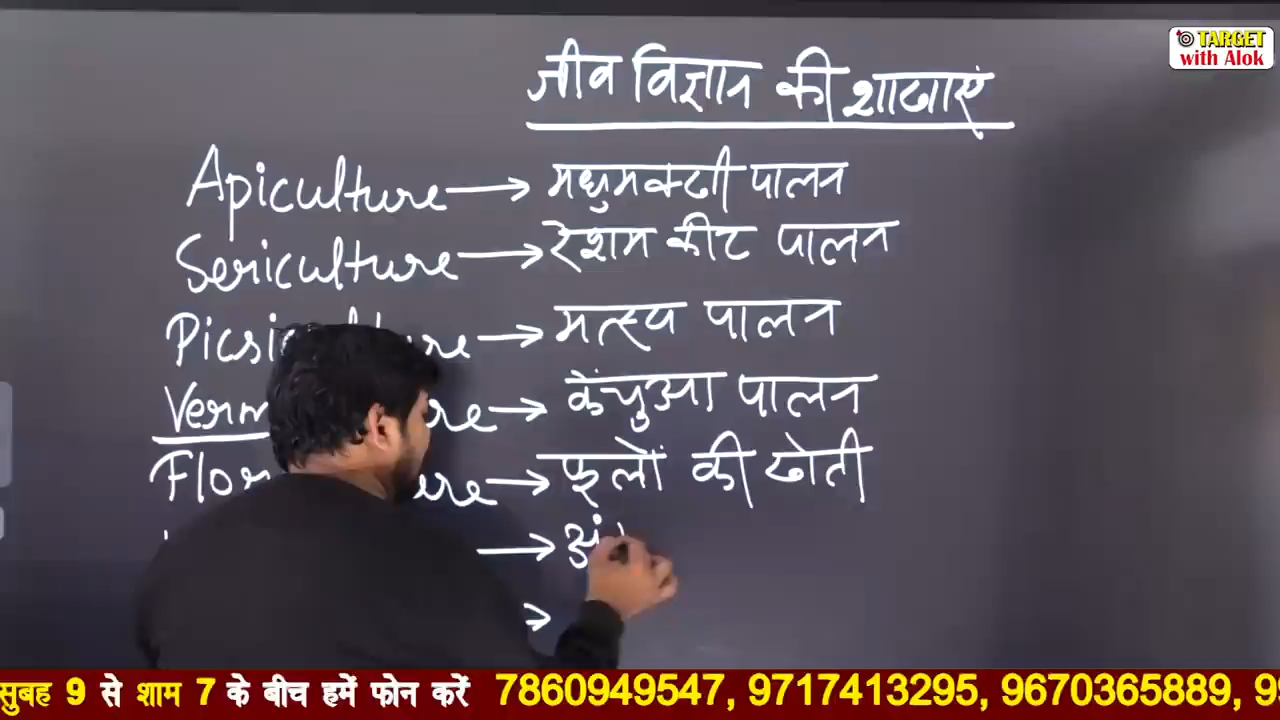 TARGET
with Alok
जीव विज्ञान की शाखाएं
Apiculture → मधुमक्खी पालन
Sericulture → रेशम कीट पालन
→ मत्स्य पालन
→ केंचुआ पालन
→ फूलों की खेती
→
→
सुबह 9 से शाम 7 के बीच हमें फोन करें 7860949547, 9717413295, 9670365889,